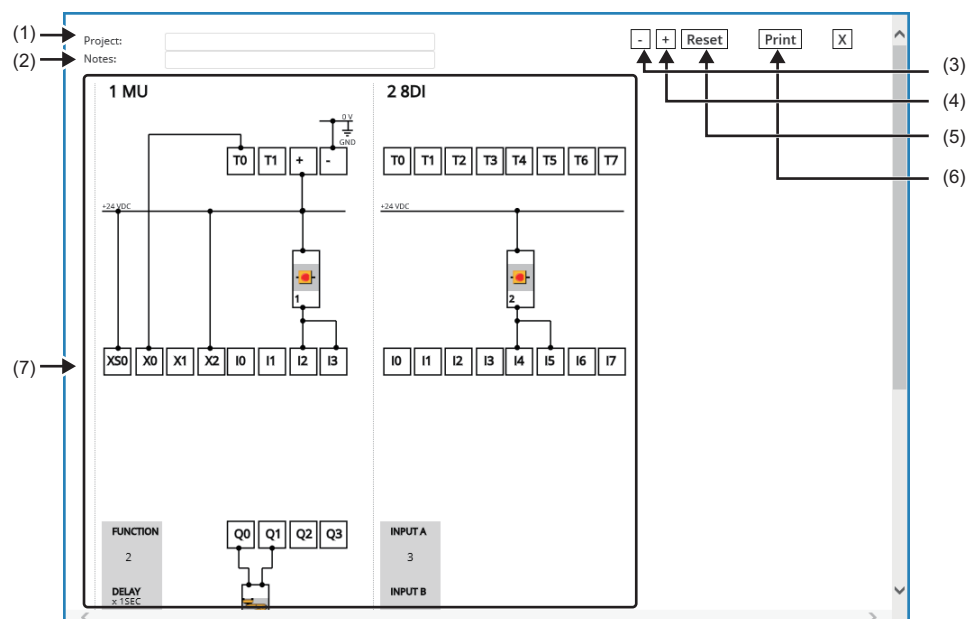 (1)
Project:
- + Reset Print X
(2)
Notes:
(3)
(4)
(5)
(6)
1 MU
2 8DI
0 V
GND
T0 T1 + -
T0 T1 T2 T3 T4 T5 T6 T7
+24 VDC
+24 VDC
1
2
(7)
XS0 X0 X1 X2 I0 I1 I2 I3
I0 I1 I2 I3 I4 I5 I6 I7
FUNCTION
2
DELAY
x 1SEC
Q0 Q1 Q2 Q3
INPUT A
3
INPUT B